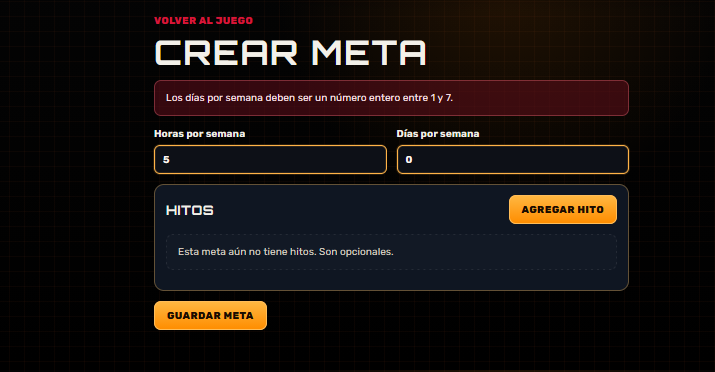 VOLVER AL JUEGO
CREAR META
Los días por semana deben ser un número entero entre 1 y 7.
Horas por semana
Días por semana
5
0
HITOS
AGREGAR HITO
Esta meta aún no tiene hitos. Son opcionales.
GUARDAR META